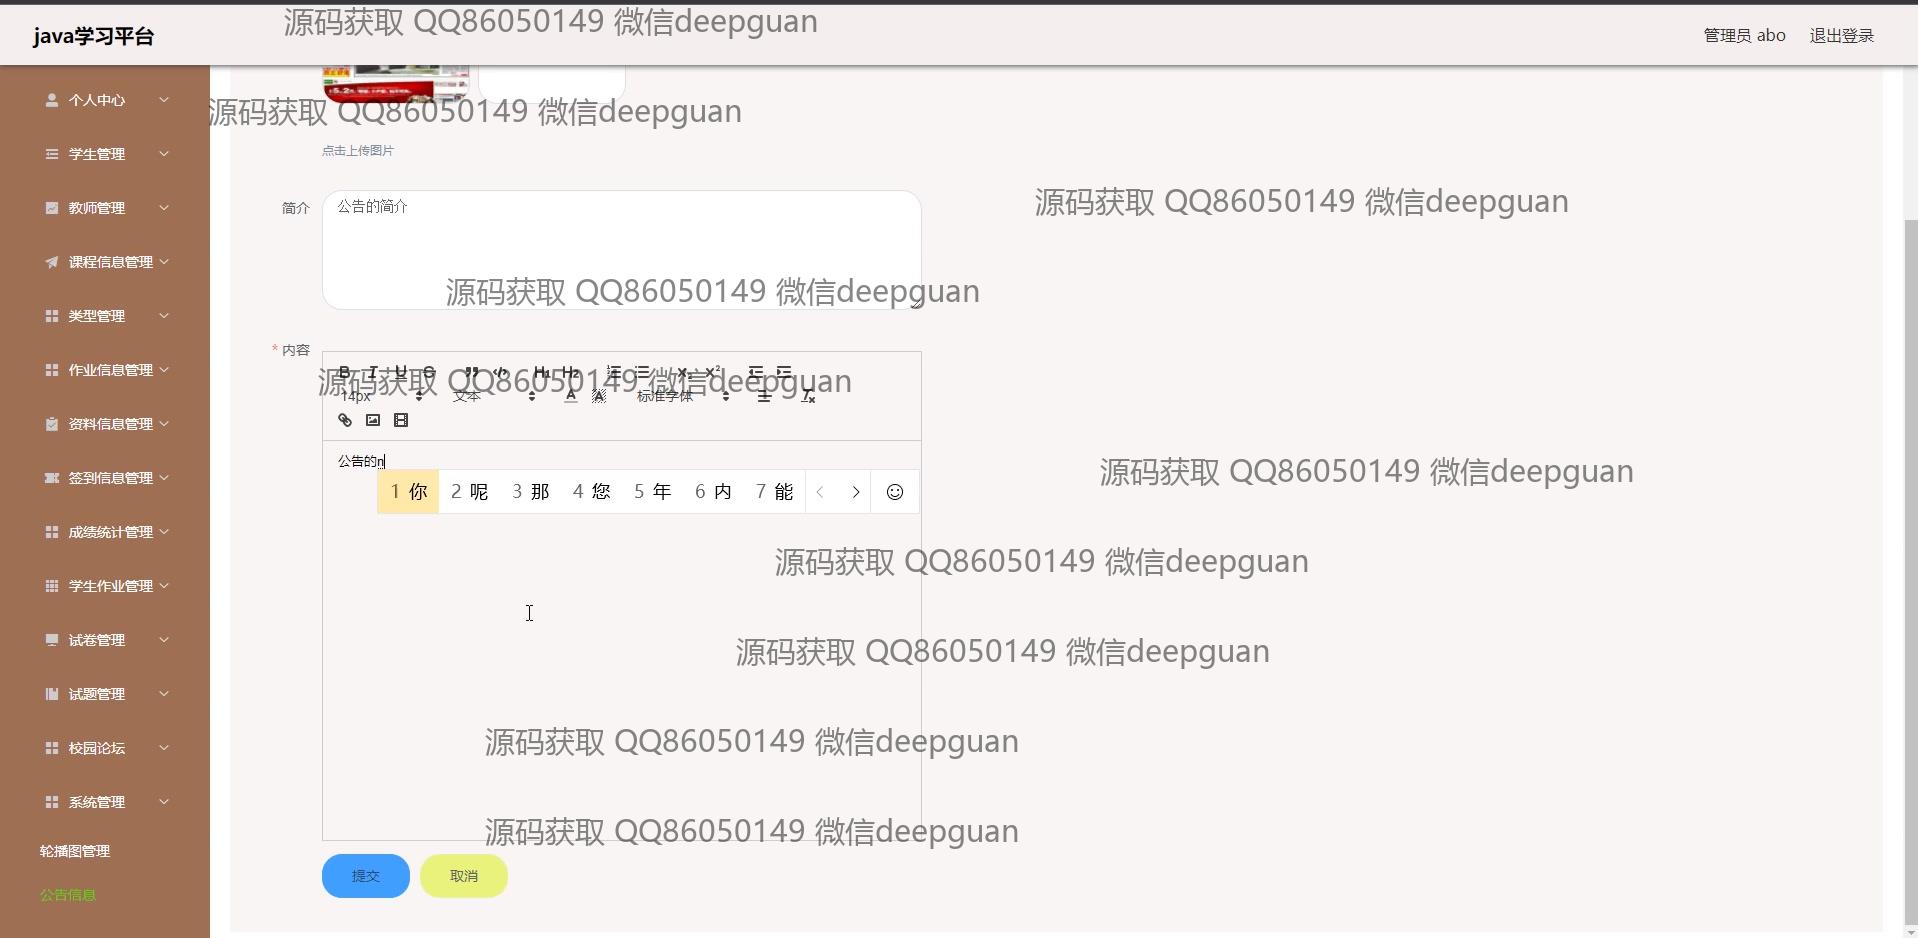 源码获取 QQ86050149 微信deepguan
java学习平台
管理员 abo
退出登录
个人中心
源码获取 QQ86050149 微信deepguan
点击上传图片
学生管理
简介
公告的简介
源码获取 QQ86050149 微信deepguan
教师管理
课程信息管理
源码获取 QQ86050149 微信deepguan
类型管理
* 内容
作业信息管理
B I U S H1 H2 X2 X2
源码获取 QQ86050149 微信deepguan
14px 文本 A A 标准字体 Tx
资料信息管理
公告的n
源码获取 QQ86050149 微信deepguan
签到信息管理
1 你 2 呢 3 那 4 您 5 年 6 内 7 能
成绩统计管理
源码获取 QQ86050149 微信deepguan
学生作业管理
试卷管理
源码获取 QQ86050149 微信deepguan
试题管理
校园论坛
源码获取 QQ86050149 微信deepguan
系统管理
源码获取 QQ86050149 微信deepguan
轮播图管理
提交
取消
公告信息